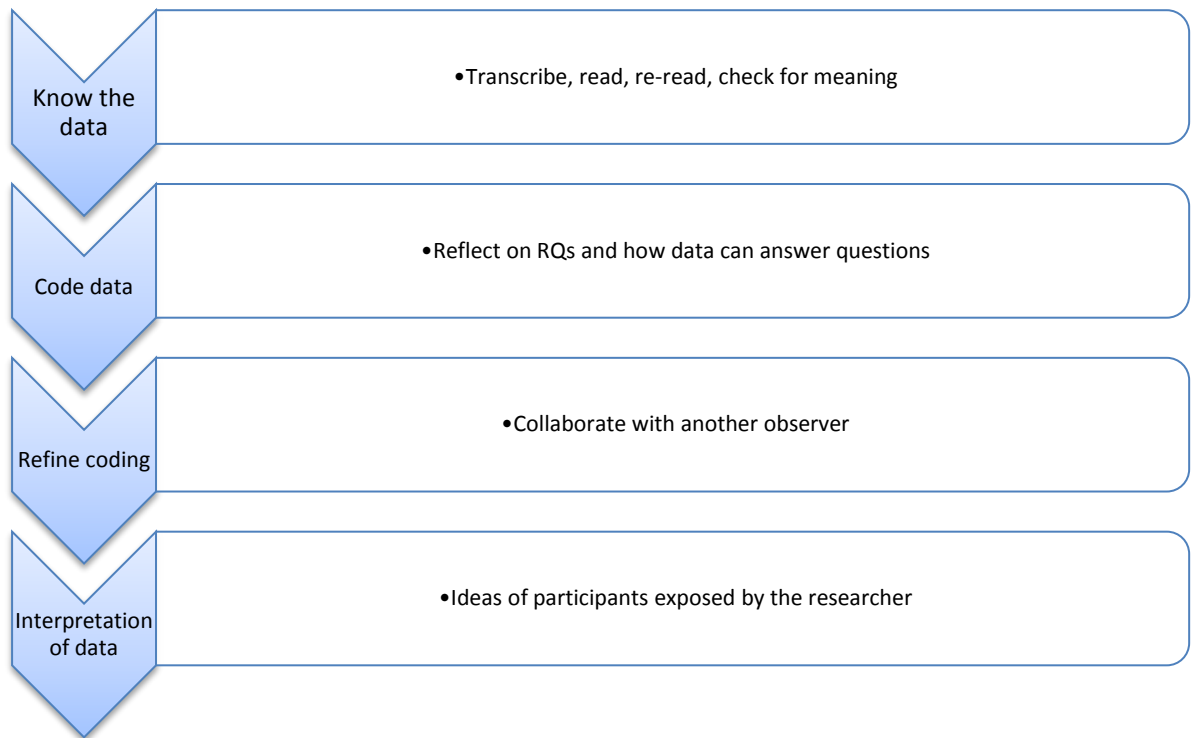 Know the
data
•Transcribe, read, re-read, check for meaning
Code data
•Reflect on RQs and how data can answer questions
Refine coding
•Collaborate with another observer
Interpretation
of data
•Ideas of participants exposed by the researcher